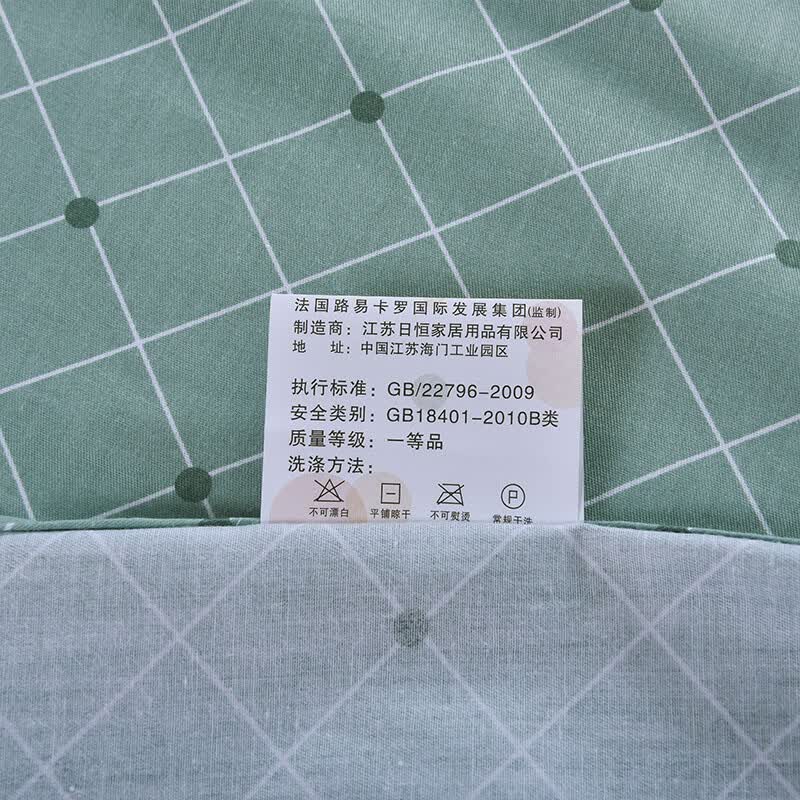 法国路易卡罗国际发展集团(监制)
制造商：江苏日恒家居用品有限公司
地 址：中国江苏海门工业园区
执行标准：GB/22796-2009
安全类别：GB18401-2010B类
质量等级：一等品
洗涤方法：
P
不可漂白 平铺晾干 不可熨烫 常规干洗